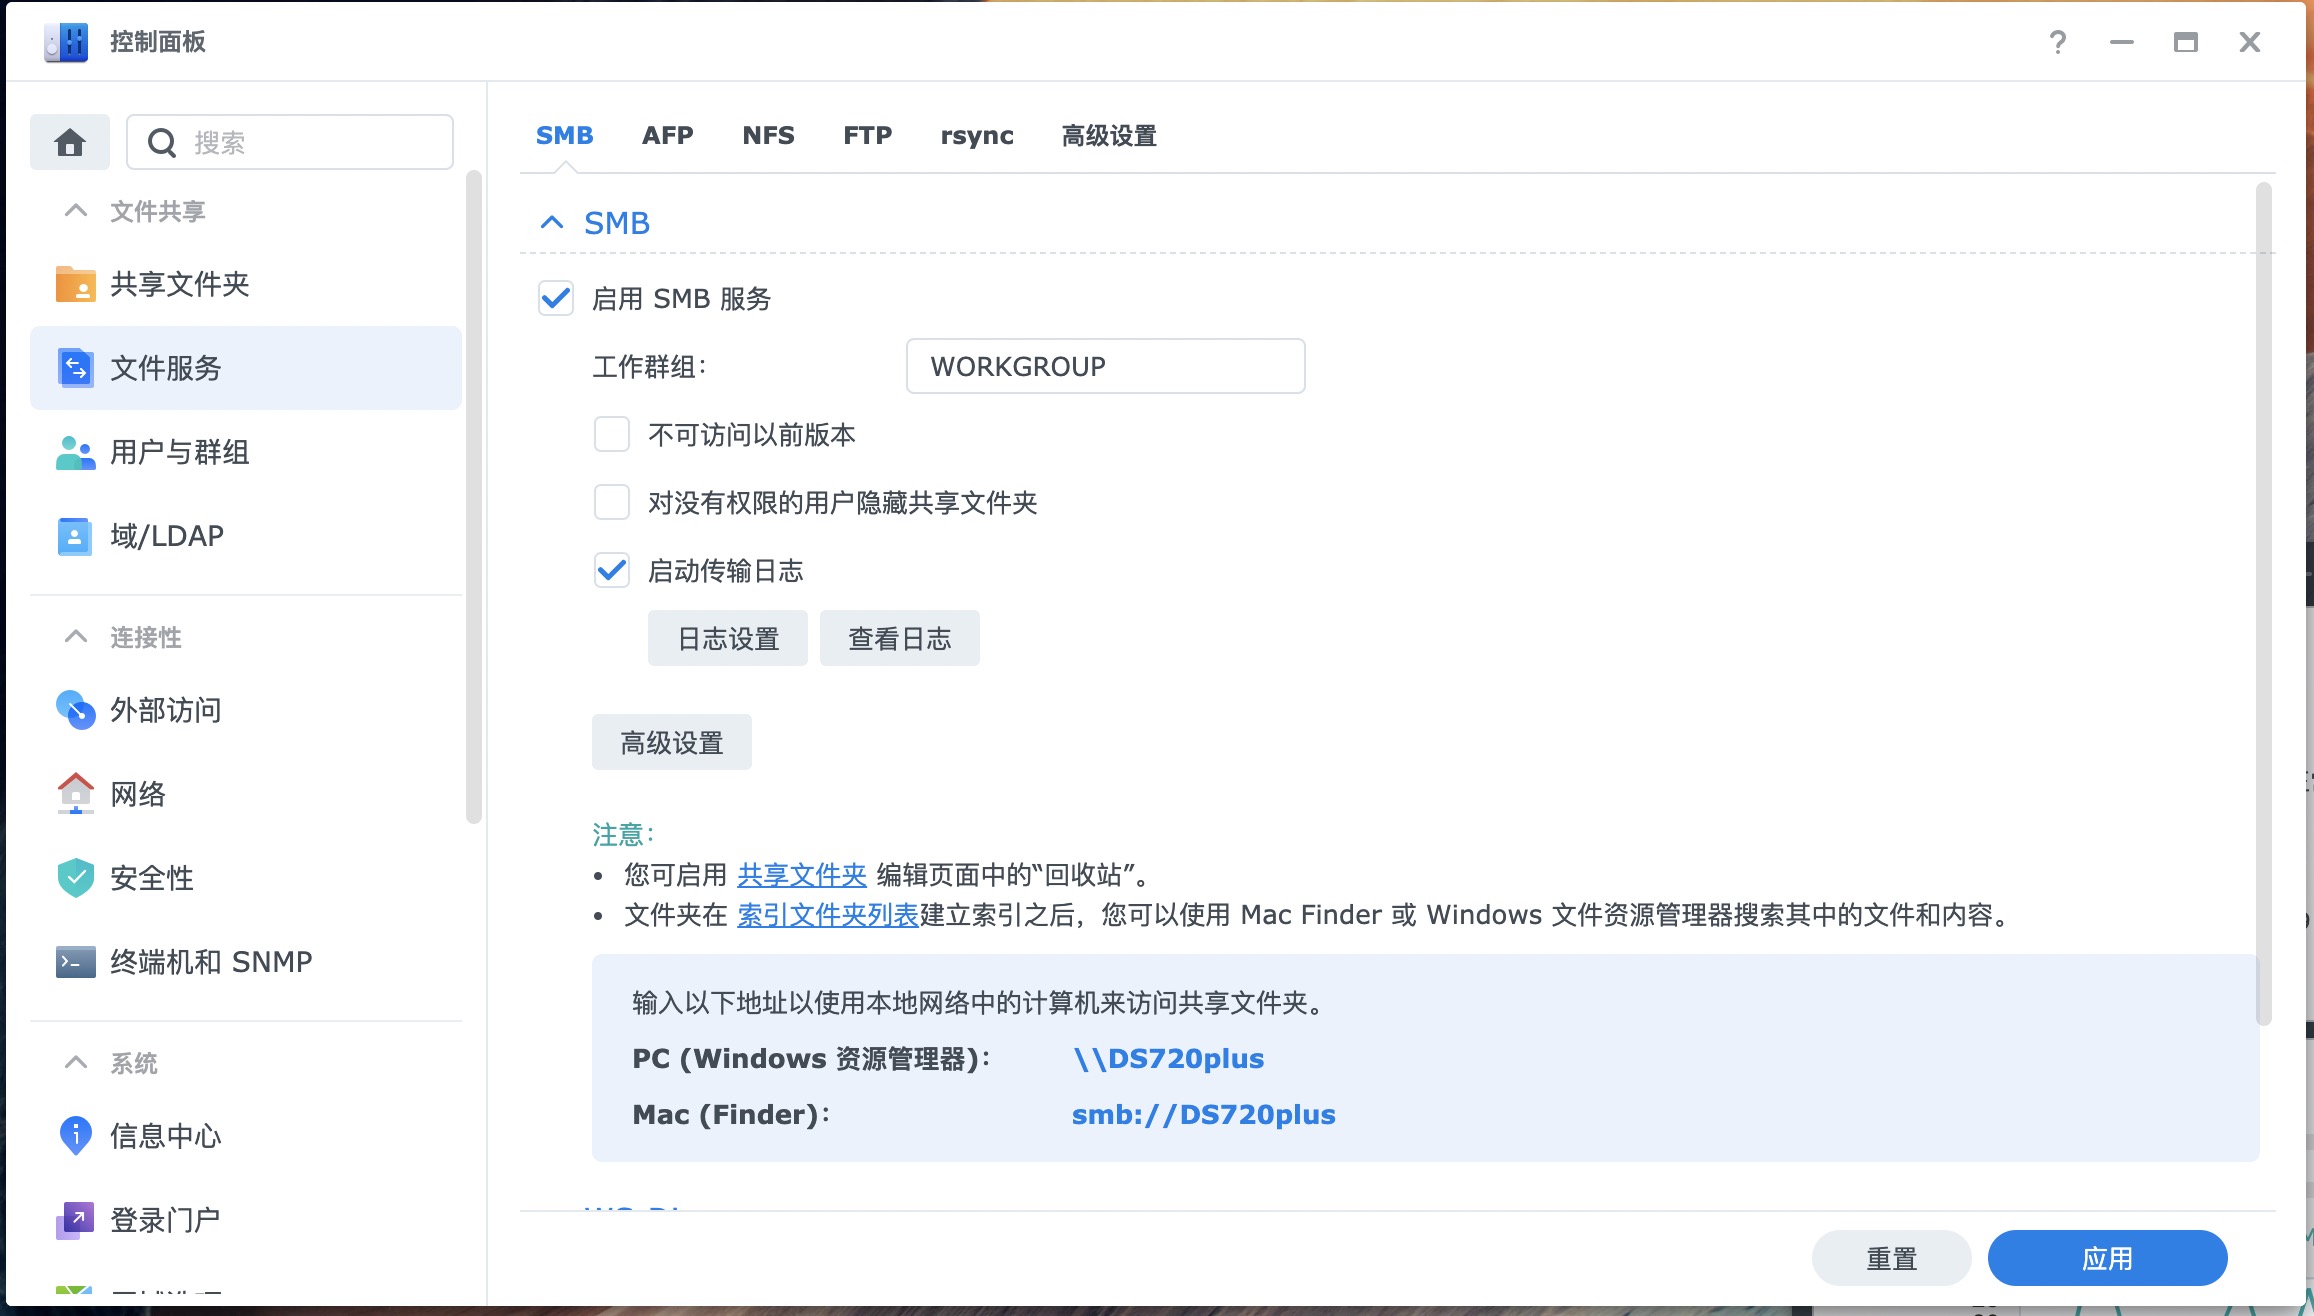 控制面板
搜索
文件共享
共享文件夹
文件服务
用户与群组
域/LDAP
连接性
外部访问
网络
安全性
终端机和 SNMP
系统
信息中心
登录门户
SMB AFP NFS FTP rsync 高级设置
SMB
启用 SMB 服务
工作群组: WORKGROUP
不可访问以前版本
对没有权限的用户隐藏共享文件夹
启动传输日志
日志设置 查看日志
高级设置
注意:
• 您可启用 共享文件夹 编辑页面中的“回收站”。
• 文件夹在 索引文件夹列表建立索引之后，您可以使用 Mac Finder 或 Windows 文件资源管理器搜索其中的文件和内容。
输入以下地址以使用本地网络中的计算机来访问共享文件夹。
PC (Windows 资源管理器): \\DS720plus
Mac (Finder): smb://DS720plus
重置 应用